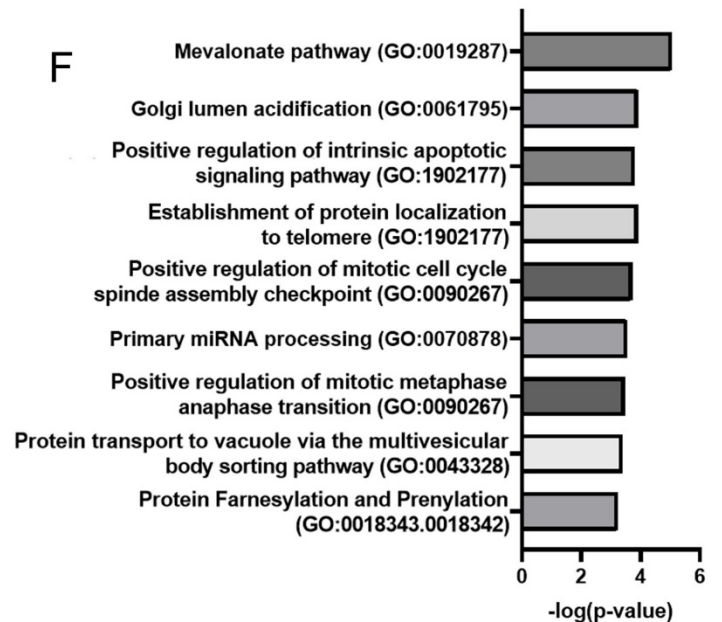 F
Mevalonate pathway (GO:0019287)
Golgi lumen acidification (GO:0061795)
Positive regulation of intrinsic apoptotic
signaling pathway (GO:1902177)
Establishment of protein localization
to telomere (GO:1902177)
Positive regulation of mitotic cell cycle
spinde assembly checkpoint (GO:0090267)
Primary miRNA processing (GO:0070878)
Positive regulation of mitotic metaphase
anaphase transition (GO:0090267)
Protein transport to vacuole via the multivesicular
body sorting pathway (GO:0043328)
Protein Farnesylation and Prenylation
(GO:0018343.0018342)
0 2 4 6
-log(p-value)